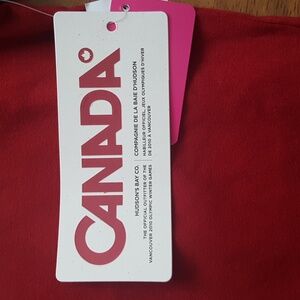 CANADA
HUDSON'S BAY CO.
THE OFFICIAL OUTFITTER OF THE
VANCOUVER 2010 OLYMPIC WINTER GAMES
COMPAGNIE DE LA BAIE D'HUDSON
HABILLEUR OFFICIEL, JEUX OLYMPIQUES D'HIVER
DE 2010 À VANCOUVER